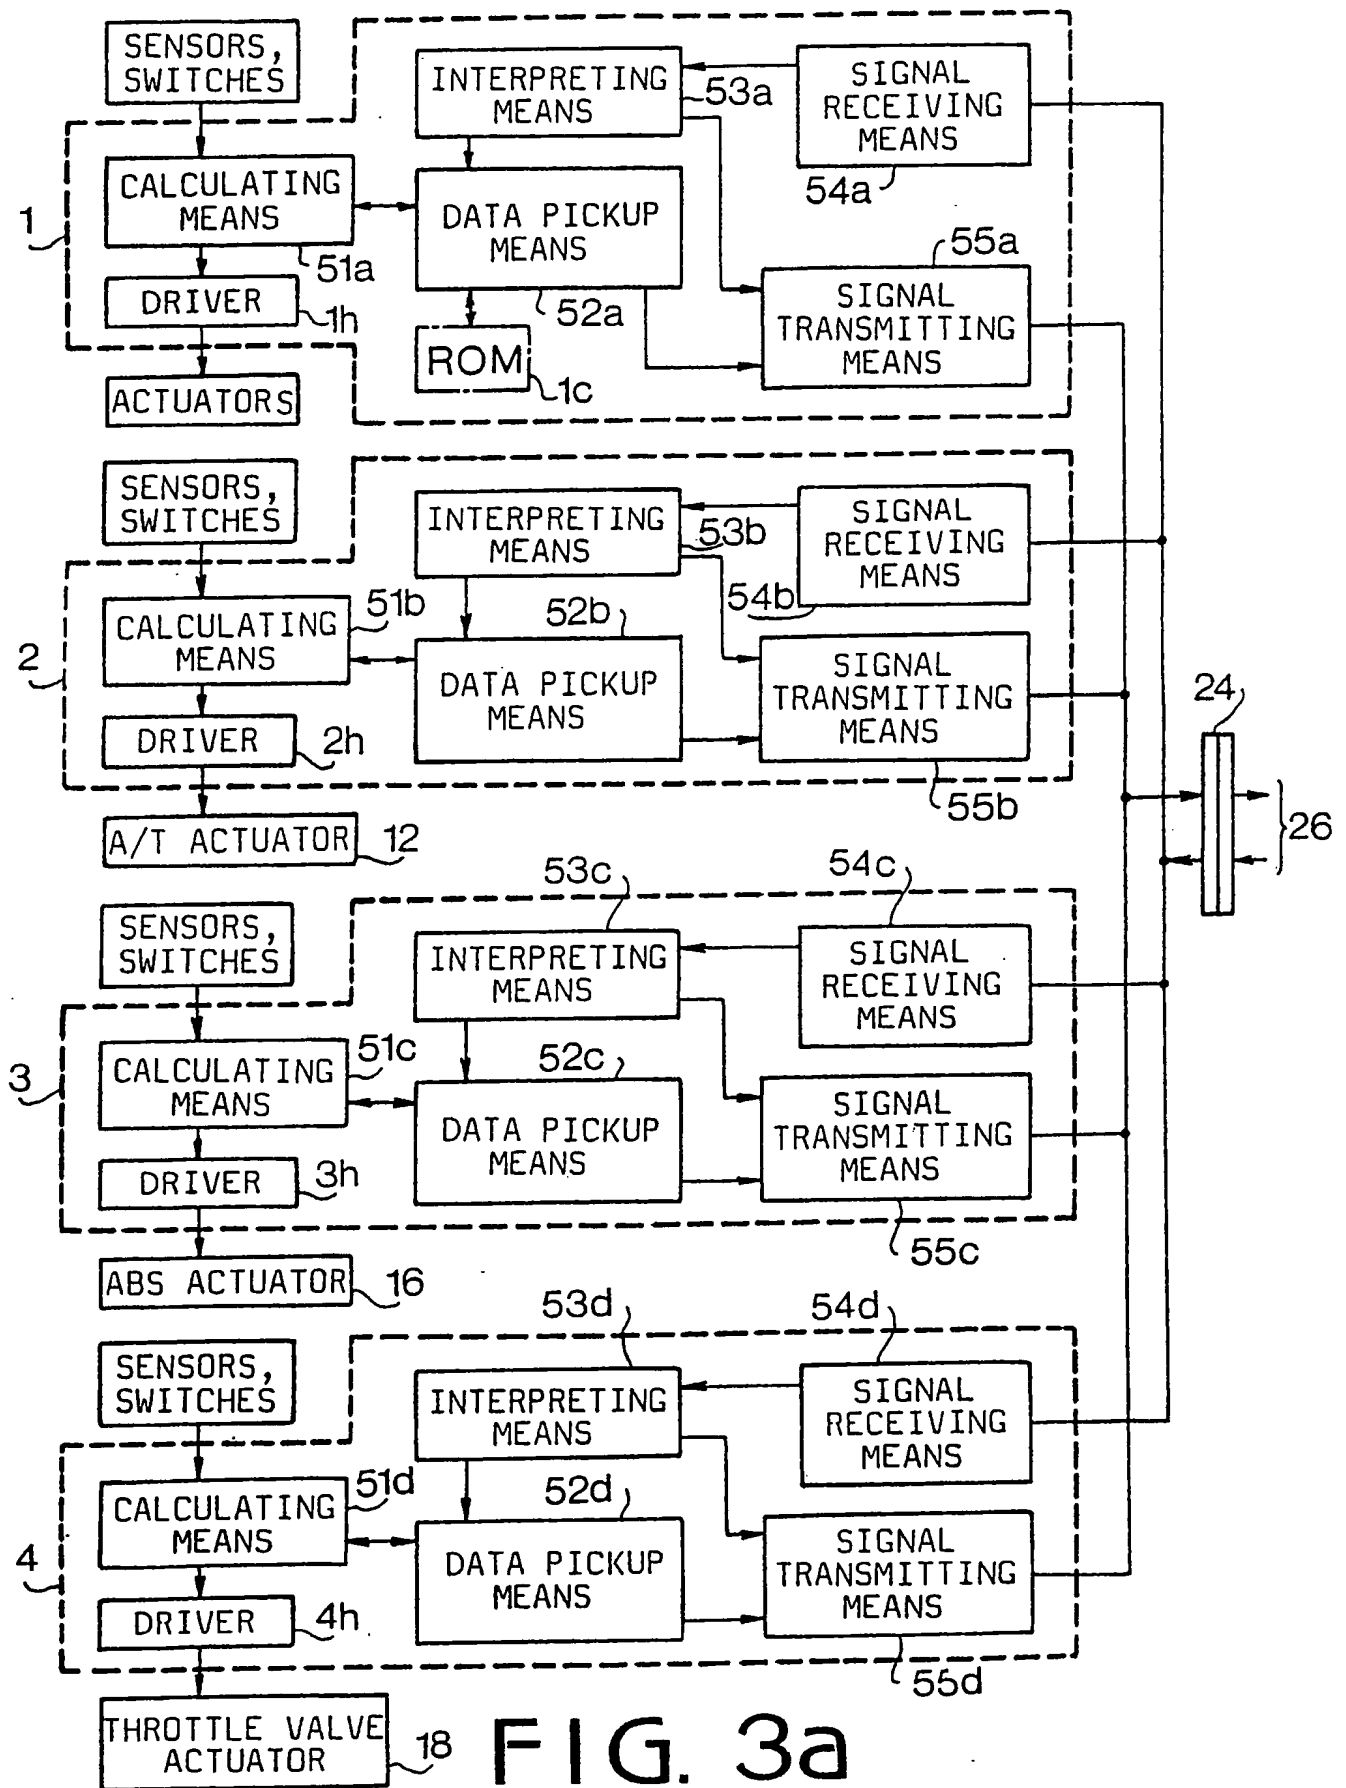 SENSORS,
SWITCHES
INTERPRETING
MEANS
53a
SIGNAL
RECEIVING
MEANS
54a
1
CALCULATING
MEANS
51a
DATA PICKUP
MEANS
52a
55a
SIGNAL
TRANSMITTING
MEANS
DRIVER
1h
ROM
1c
ACTUATORS
SENSORS,
SWITCHES
INTERPRETING
MEANS
53b
SIGNAL
RECEIVING
MEANS
54b
2
CALCULATING
MEANS
51b
52b
DATA PICKUP
MEANS
SIGNAL
TRANSMITTING
MEANS
55b
DRIVER
2h
A/T ACTUATOR
12
24
26
SENSORS,
SWITCHES
53c
INTERPRETING
MEANS
54c
SIGNAL
RECEIVING
MEANS
3
CALCULATING
MEANS
51c
52c
DATA PICKUP
MEANS
SIGNAL
TRANSMITTING
MEANS
55c
DRIVER
3h
ABS ACTUATOR
16
SENSORS,
SWITCHES
53d
INTERPRETING
MEANS
54d
SIGNAL
RECEIVING
MEANS
4
CALCULATING
MEANS
51d
52d
DATA PICKUP
MEANS
SIGNAL
TRANSMITTING
MEANS
55d
DRIVER
4h
THROTTLE VALVE
ACTUATOR
18
FIG. 3a